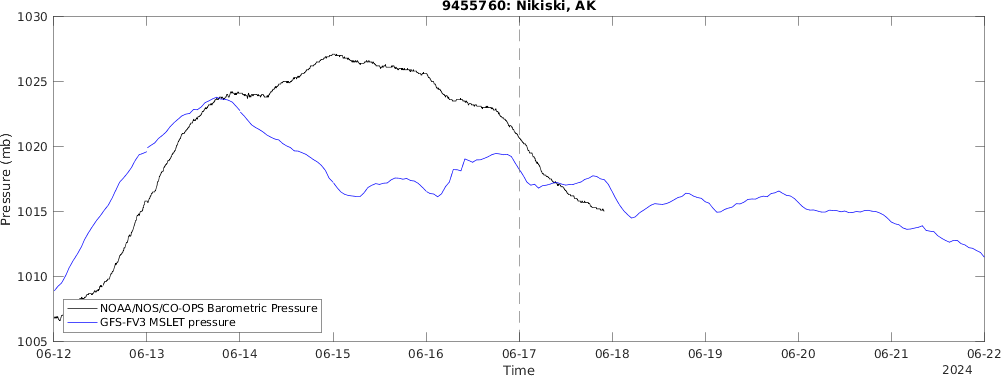 9455760: Nikiski, AK
Pressure (mb)
1030
1025
1020
1015
1010
1005
NOAA/NOS/CO-OPS Barometric Pressure
GFS-FV3 MSLET pressure
06-12 06-13 06-14 06-15 06-16 06-17 06-18 06-19 06-20 06-21 06-22
Time
2024